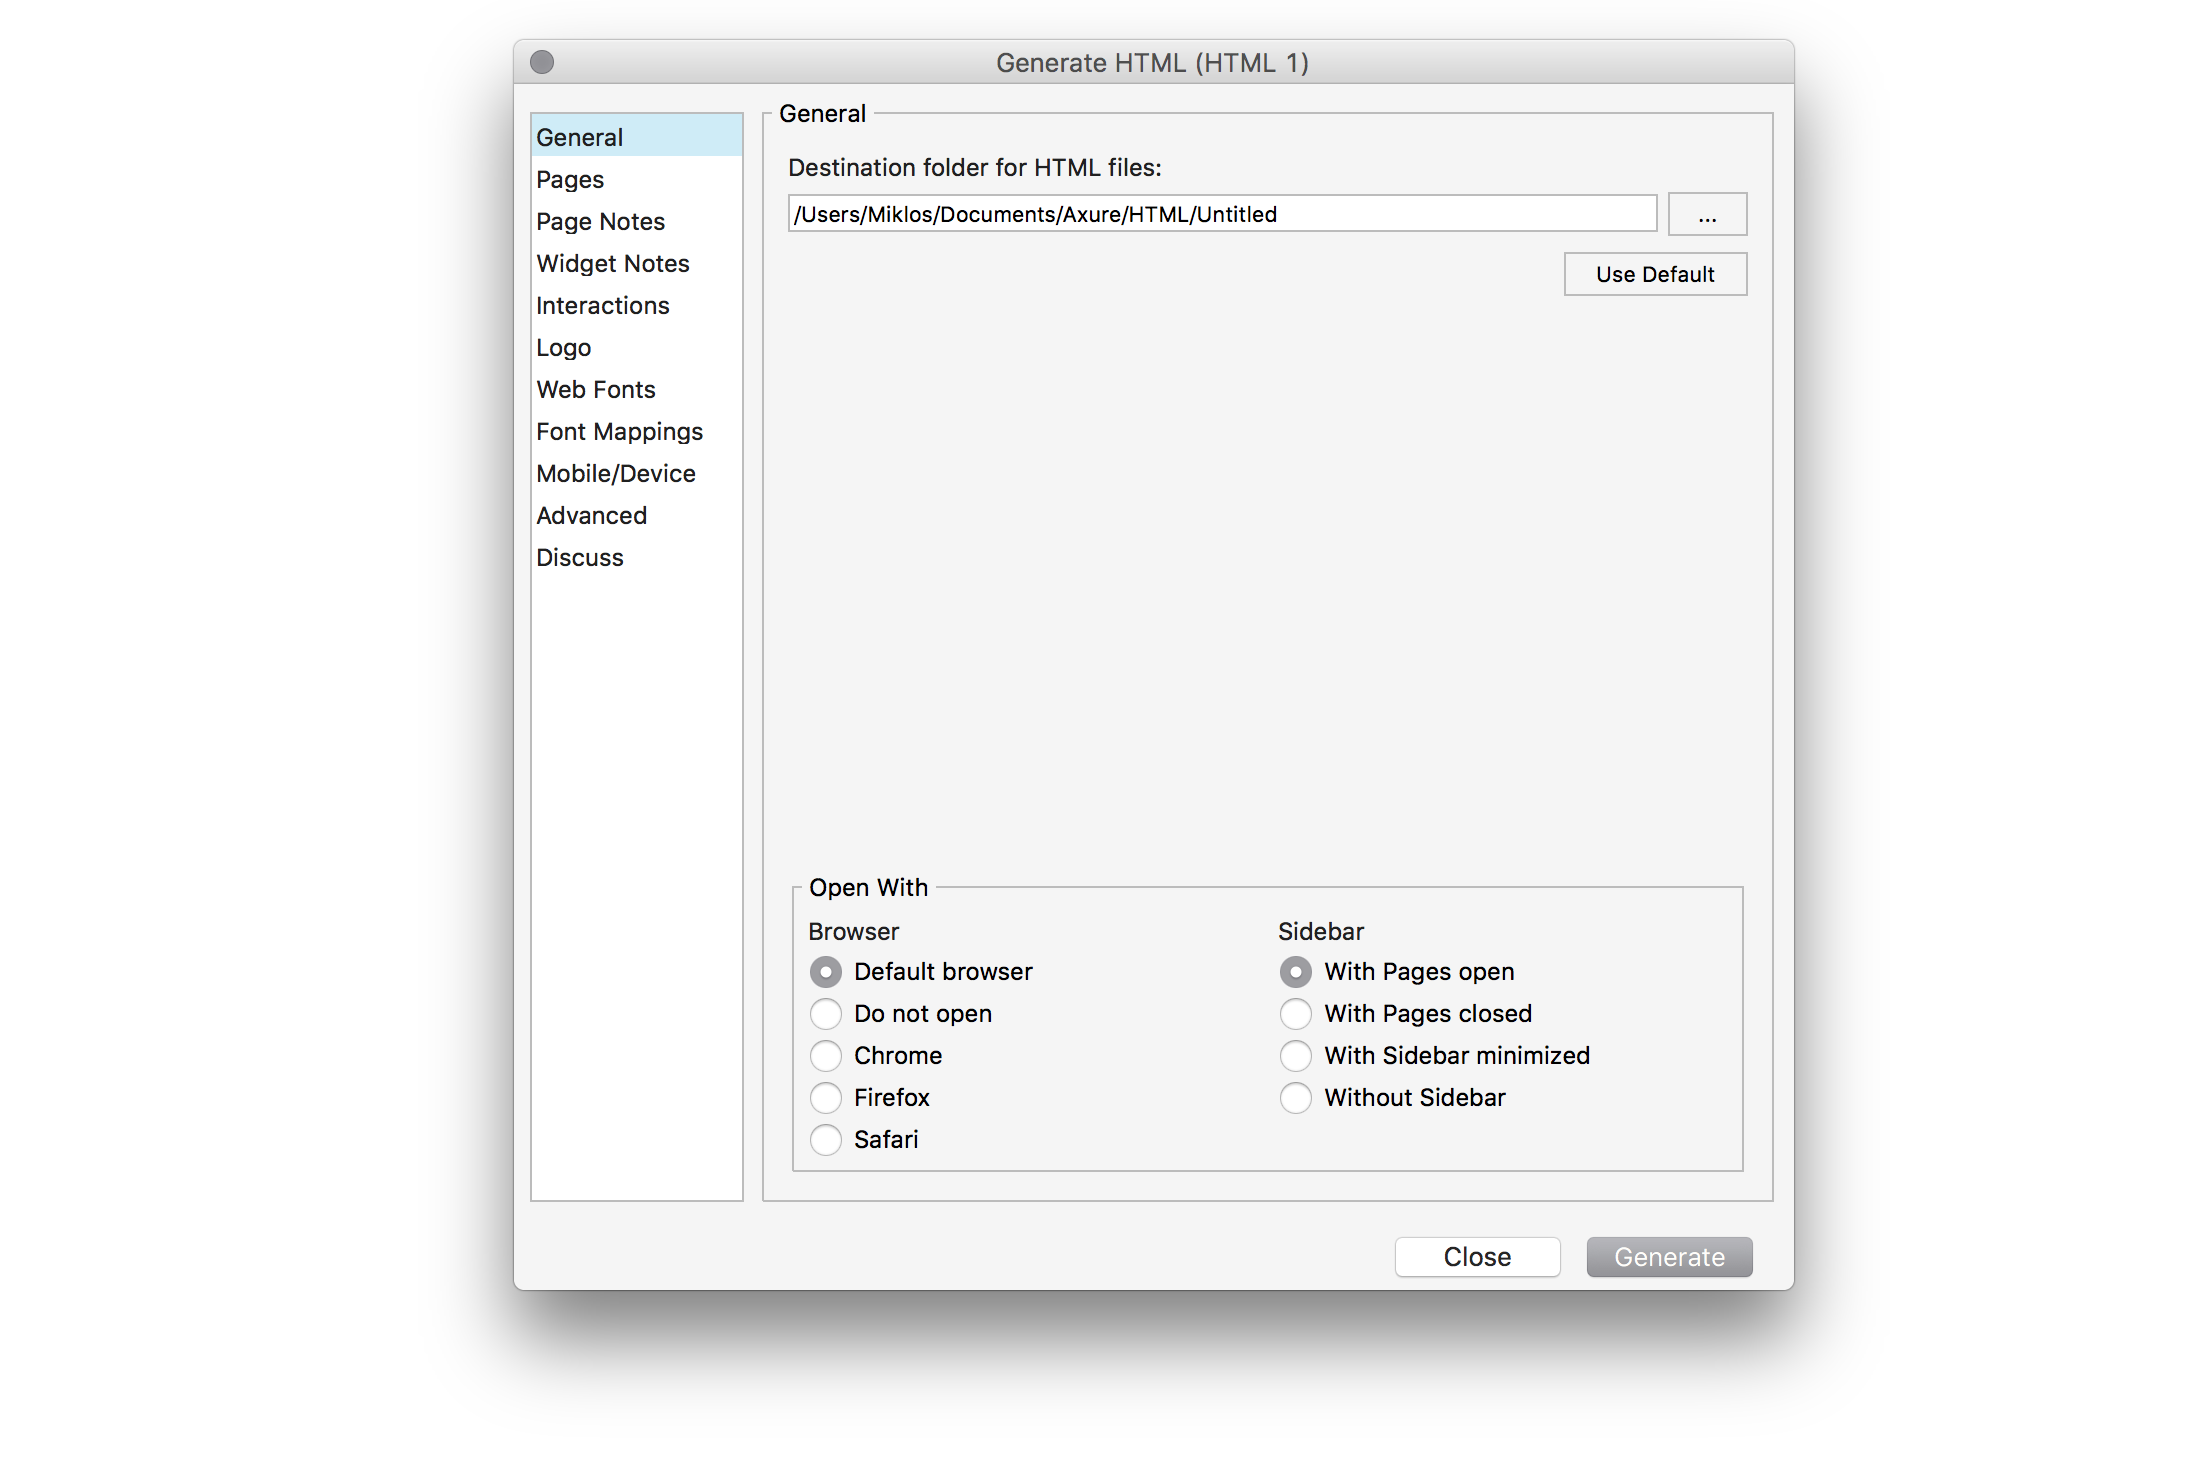 Generate HTML (HTML 1)
General
Pages
Page Notes
Widget Notes
Interactions
Logo
Web Fonts
Font Mappings
Mobile/Device
Advanced
Discuss
General
Destination folder for HTML files:
/Users/Miklos/Documents/Axure/HTML/Untitled
...
Use Default
Open With
Browser
Default browser
Do not open
Chrome
Firefox
Safari
Sidebar
With Pages open
With Pages closed
With Sidebar minimized
Without Sidebar
Close
Generate